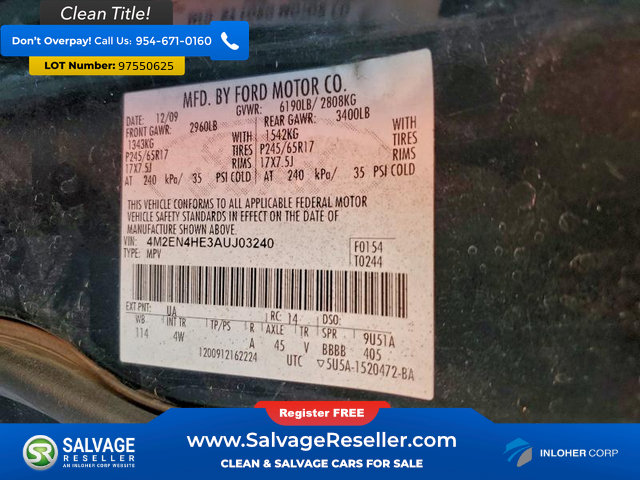 Clean Title!
Don't Overpay! Call Us: 954-671-0160
LOT Number: 97550625
MFD. BY FORD MOTOR CO.
DATE: 12/09 GVWR: 6190LB/ 2808KG
FRONT GAWR: 2960LB REAR GAWR: 3400LB
1343KG WITH 1542KG WITH
P245/65R17 TIRES P245/65R17 TIRES
17X7.5J RIMS 17X7.5J RIMS
AT 240 kPa/ 35 PSI COLD AT 240 kPa/ 35 PSI COLD
THIS VEHICLE CONFORMS TO ALL APPLICABLE FEDERAL MOTOR
VEHICLE SAFETY STANDARDS IN EFFECT ON THE DATE OF
MANUFACTURE SHOWN ABOVE.
VIN: 4M2EN4HE3AUJ03240 F0154
TYPE: MPV T0244
EXT PNT: UA RC: 14 DSO:
WB INT TR TP/PS R AXLE TR SPR 9U51A
114 4W A 45 V BBBB 405
1200912162224 UTC ▽5U5A-1520472-BA
Register FREE
SR
SALVAGE
RESELLER
AN INLOHER CORP WEBSITE
www.SalvageReseller.com
CLEAN & SALVAGE CARS FOR SALE
INLOHER CORP